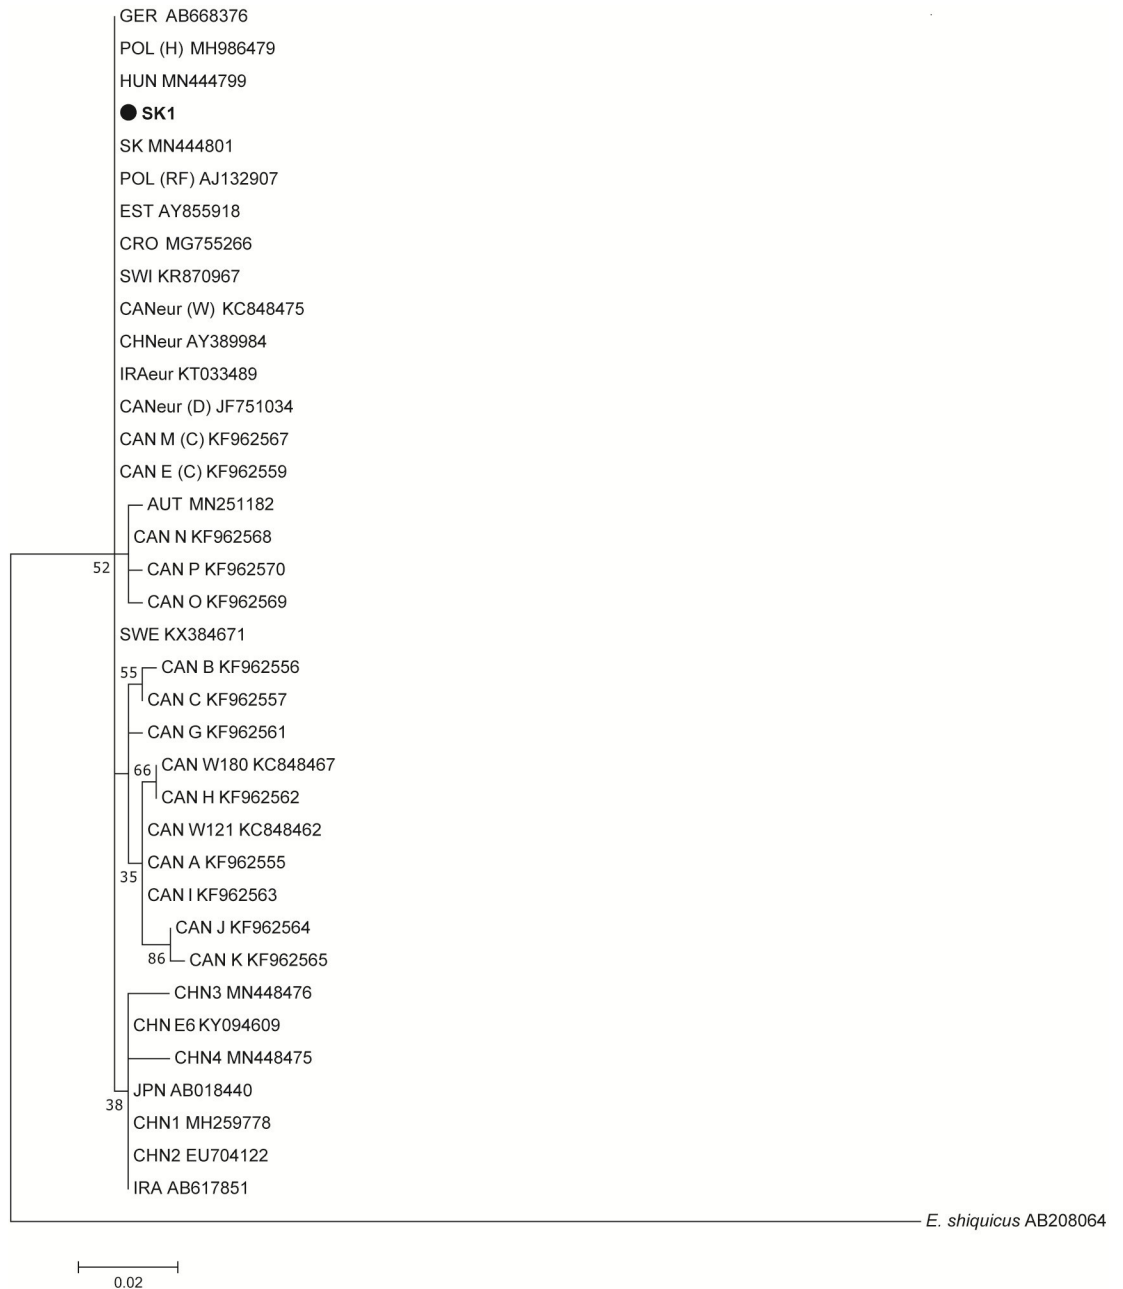 GER AB668376
POL (H) MH986479
HUN MN444799
SK1
SK MN444801
POL (RF) AJ132907
EST AY855918
CRO MG755266
SWI KR870967
CANeur (W) KC848475
CHNeur AY389984
IRAeur KT033489
CANeur (D) JF751034
CAN M (C) KF962567
CAN E (C) KF962559
AUT MN251182
CAN N KF962568
52
CAN P KF962570
CAN O KF962569
SWE KX384671
55
CAN B KF962556
CAN C KF962557
CAN G KF962561
66
CAN W180 KC848467
CAN H KF962562
CAN W121 KC848462
CAN A KF962555
35
CAN I KF962563
CAN J KF962564
86
CAN K KF962565
CHN3 MN448476
CHN E6 KY094609
CHN4 MN448475
JPN AB018440
38
CHN1 MH259778
CHN2 EU704122
IRA AB617851
E. shiquicus AB208064
0.02